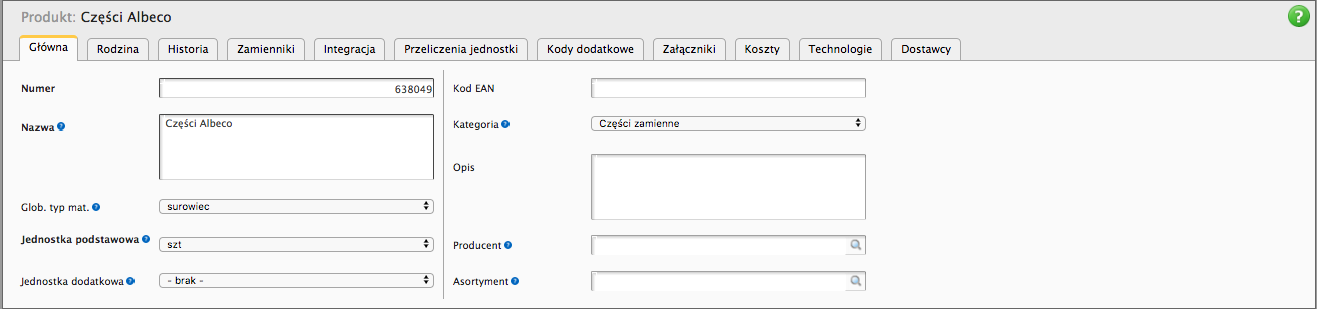 Produkt: Części Albeco
?
Główna Rodzina Historia Zamienniki Integracja Przeliczenia jednostki Kody dodatkowe Załączniki Koszty Technologie Dostawcy
Numer 638049
Nazwa ? Części Albeco
Glob. typ mat. ? surowiec
Jednostka podstawowa ? szt
Jednostka dodatkowa ? - brak -
Kod EAN
Kategoria ? Części zamienne
Opis
Producent ?
Asortyment ?